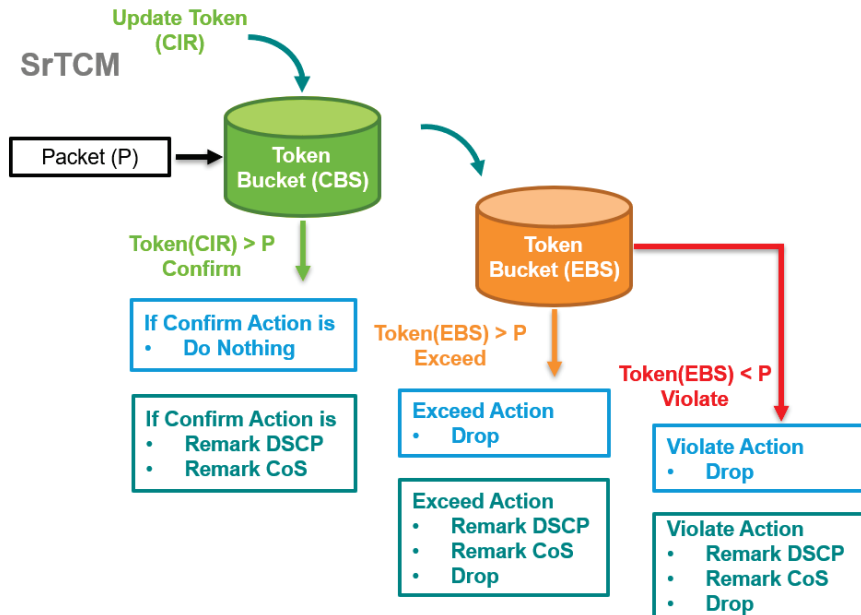 Update Token
(CIR)
SrTCM
Packet (P)
Token
Bucket (CBS)
Token
Bucket (EBS)
Token(CIR) > P
Confirm
If Confirm Action is
• Do Nothing
If Confirm Action is
• Remark DSCP
• Remark CoS
Token(EBS) > P
Exceed
Exceed Action
• Drop
Exceed Action
• Remark DSCP
• Remark CoS
• Drop
Token(EBS) < P
Violate
Violate Action
• Drop
Violate Action
• Remark DSCP
• Remark CoS
• Drop